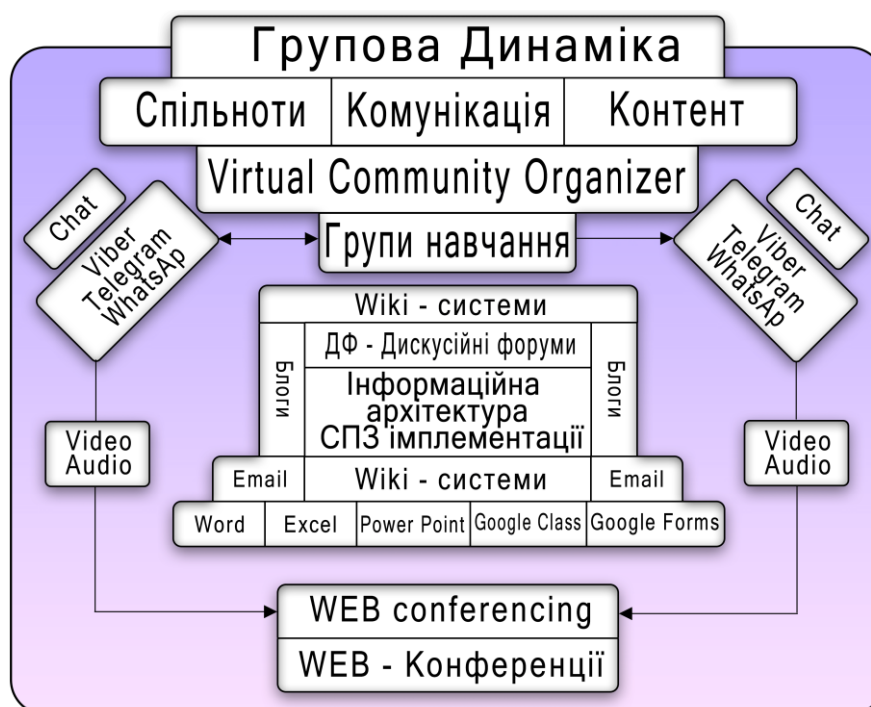 Групова Динаміка
Спільноти Комунікація Контент
Virtual Community Organizer
Chat
Viber
Telegram
WhatsAp
Групи навчання
Chat
Viber
Telegram
WhatsAp
Wiki - системи
Блоги
ДФ - Дискусійні форуми
Інформаційна
архітектура
СПЗ імплементації
Блоги
Video
Audio
Video
Audio
Email Wiki - системи Email
Word Excel Power Point Google Class Google Forms
WEB conferencing
WEB - Конференції